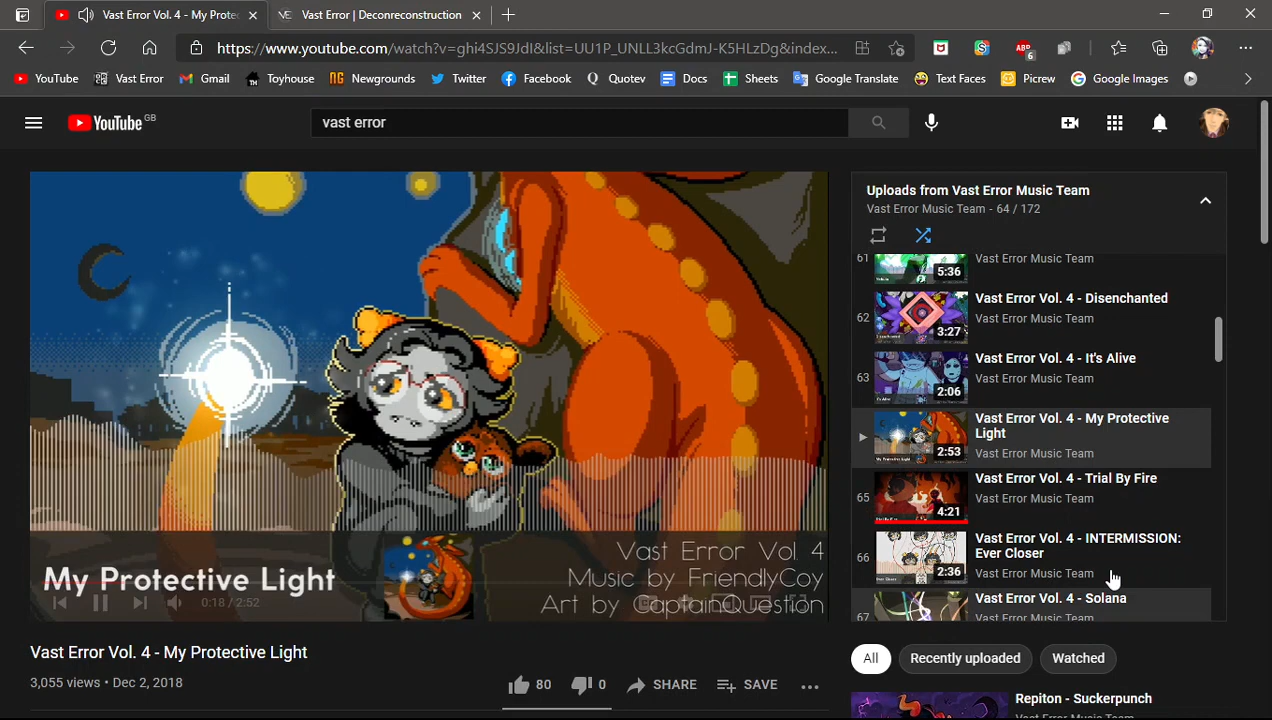 Vast Error Vol. 4 - My Protec
Vast Error | Deconreconstruction
https://www.youtube.com/watch?v=ghi4SJS9JdI&list=UU1P_UNLL3kcGdmJ-K5HLzDg&index...
ABP
6
YouTube
Vast Error
Gmail
Toyhouse
Newgrounds
Twitter
Facebook
Quotev
Docs
Sheets
Google Translate
Text Faces
Picrew
Google Images
YouTube GB
vast error
Uploads from Vast Error Music Team
Vast Error Music Team - 64 / 172
61
5:36
Vast Error Music Team
62
3:27
Vast Error Vol. 4 - Disenchanted
Vast Error Music Team
63
2:06
Vast Error Vol. 4 - It's Alive
Vast Error Music Team
2:53
Vast Error Vol. 4 - My Protective
Light
Vast Error Music Team
65
4:21
Vast Error Vol. 4 - Trial By Fire
Vast Error Music Team
66
2:36
Vast Error Vol. 4 - INTERMISSION:
Ever Closer
Vast Error Music Team
67
Vast Error Vol. 4 - Solana
Vast Error Music Team
My Protective Light
Vast Error Vol 4
Music by FriendlyCoy
Art by CaptainQuestion
0:18 / 2:52
Vast Error Vol. 4 - My Protective Light
3,055 views • Dec 2, 2018
80
0
SHARE
SAVE
All
Recently uploaded
Watched
Repiton - Suckerpunch